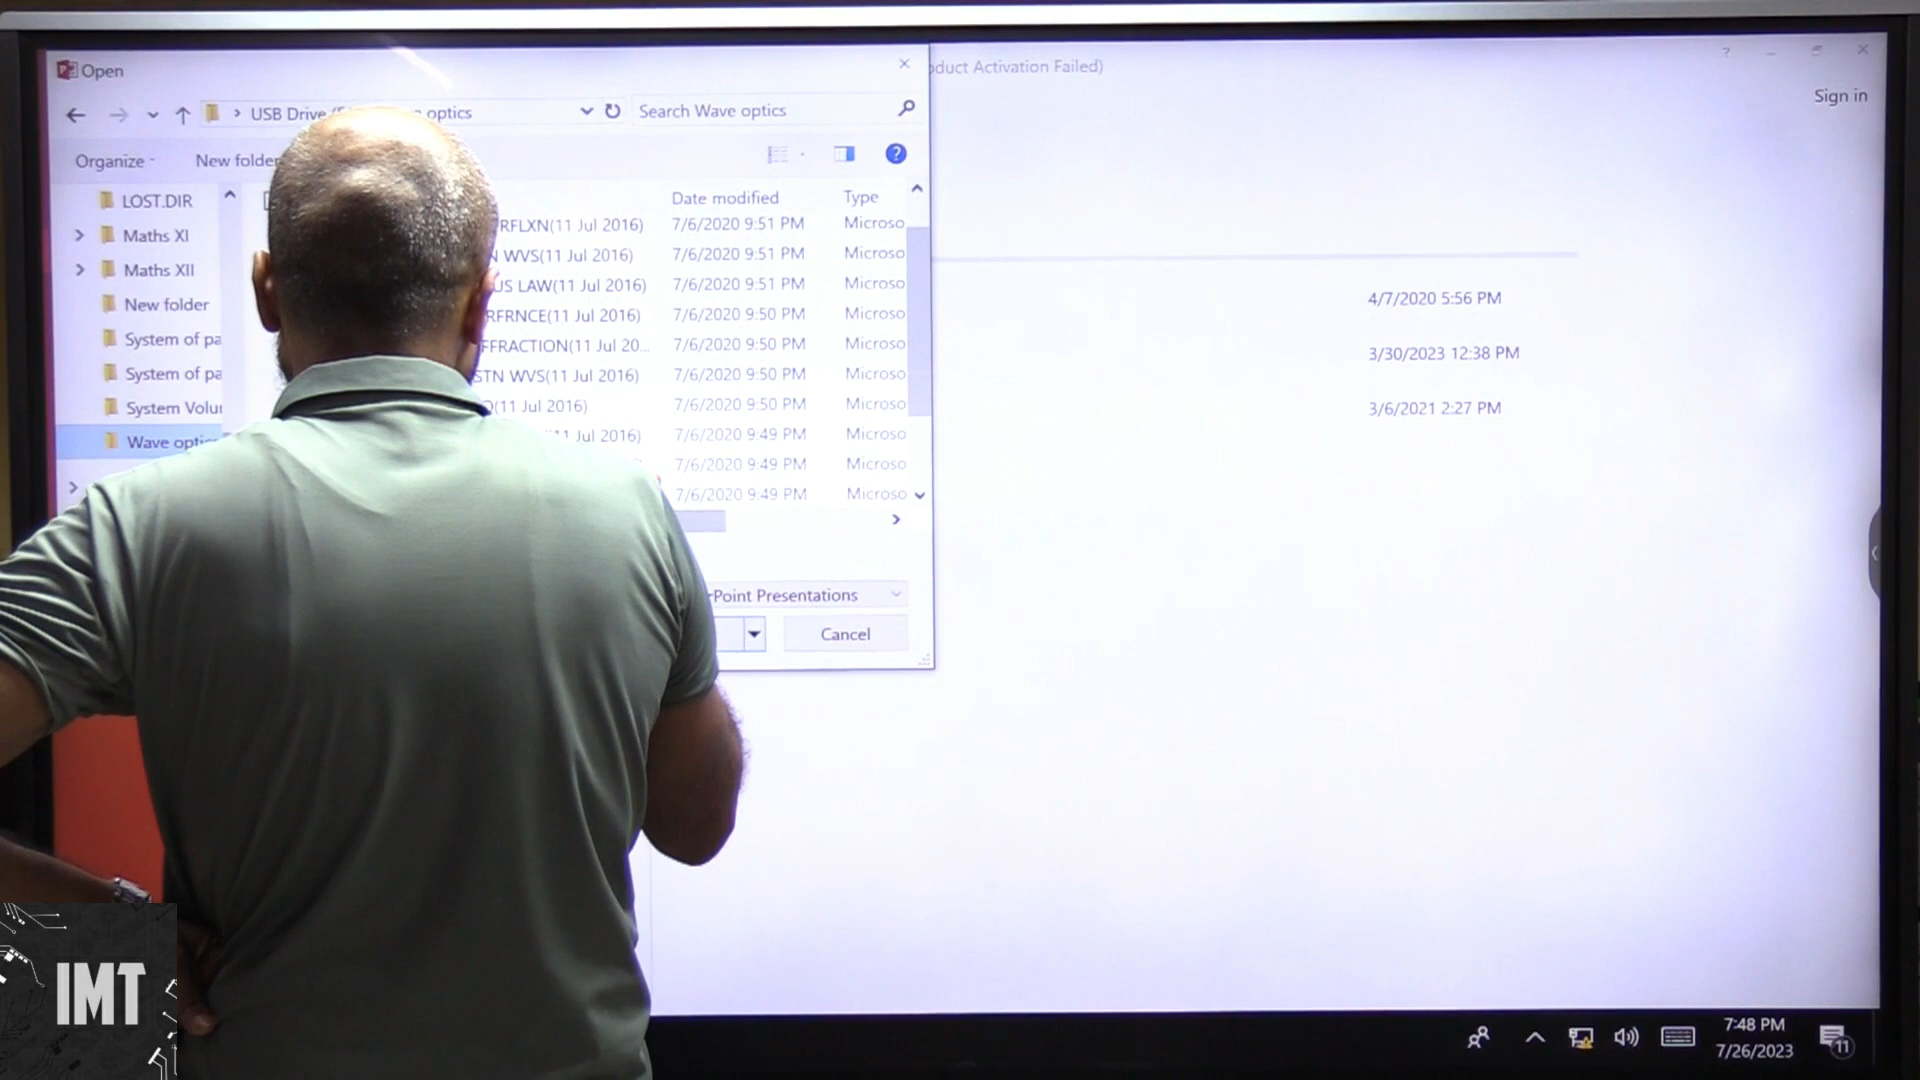 Open
duct Activation Failed)
Sign in
USB Drive
optics
Search Wave optics
Organize
New folder
Date modified
Type
LOST.DIR
Maths XI
Maths XII
New folder
System of pa
System of pa
System Volu
Wave optic
RFLXN(11 Jul 2016) 7/6/2020 9:51 PM Microso
N WVS(11 Jul 2016) 7/6/2020 9:51 PM Microso
US LAW(11 Jul 2016) 7/6/2020 9:51 PM Microso
RFRNCE(11 Jul 2016) 7/6/2020 9:50 PM Microso
FFRACTION(11 Jul 20... 7/6/2020 9:50 PM Microso
STN WVS(11 Jul 2016) 7/6/2020 9:50 PM Microso
(11 Jul 2016) 7/6/2020 9:50 PM Microso
11 Jul 2016) 7/6/2020 9:49 PM Microso
7/6/2020 9:49 PM Microso
7/6/2020 9:49 PM Microso
Point Presentations
Cancel
4/7/2020 5:56 PM
3/30/2023 12:38 PM
3/6/2021 2:27 PM
IMT
7:48 PM
7/26/2023
11